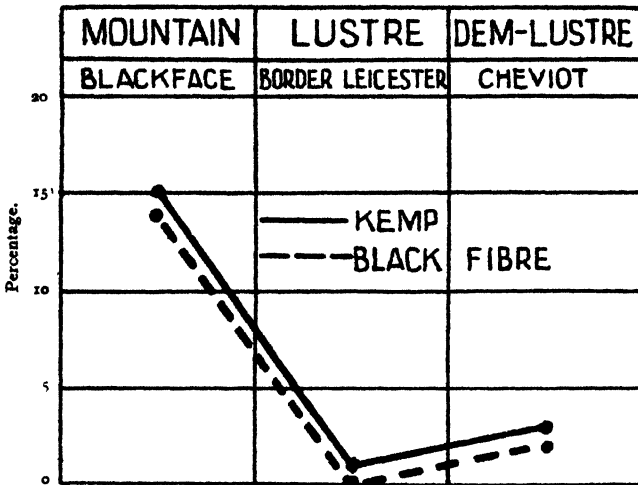 MOUNTAIN LUSTRE DEM-LUSTRE
BLACKFACE BORDER LEICESTER CHEVIOT
20
15
KEMP
BLACK FIBRE
10
5
0
Percentage.